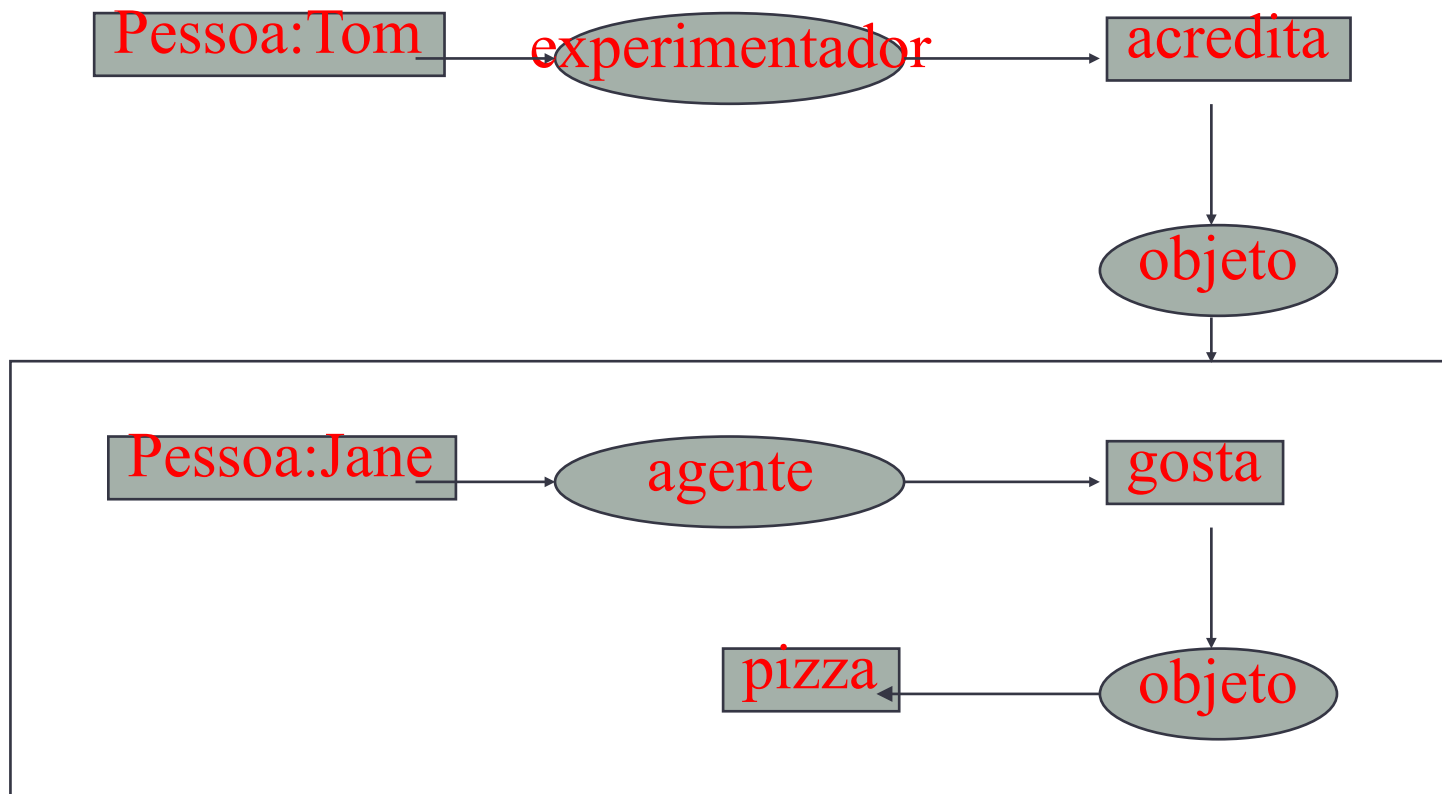 Pessoa:Tom
experimentador
acredita
objeto
Pessoa:Jane
agente
gosta
pizza
objeto